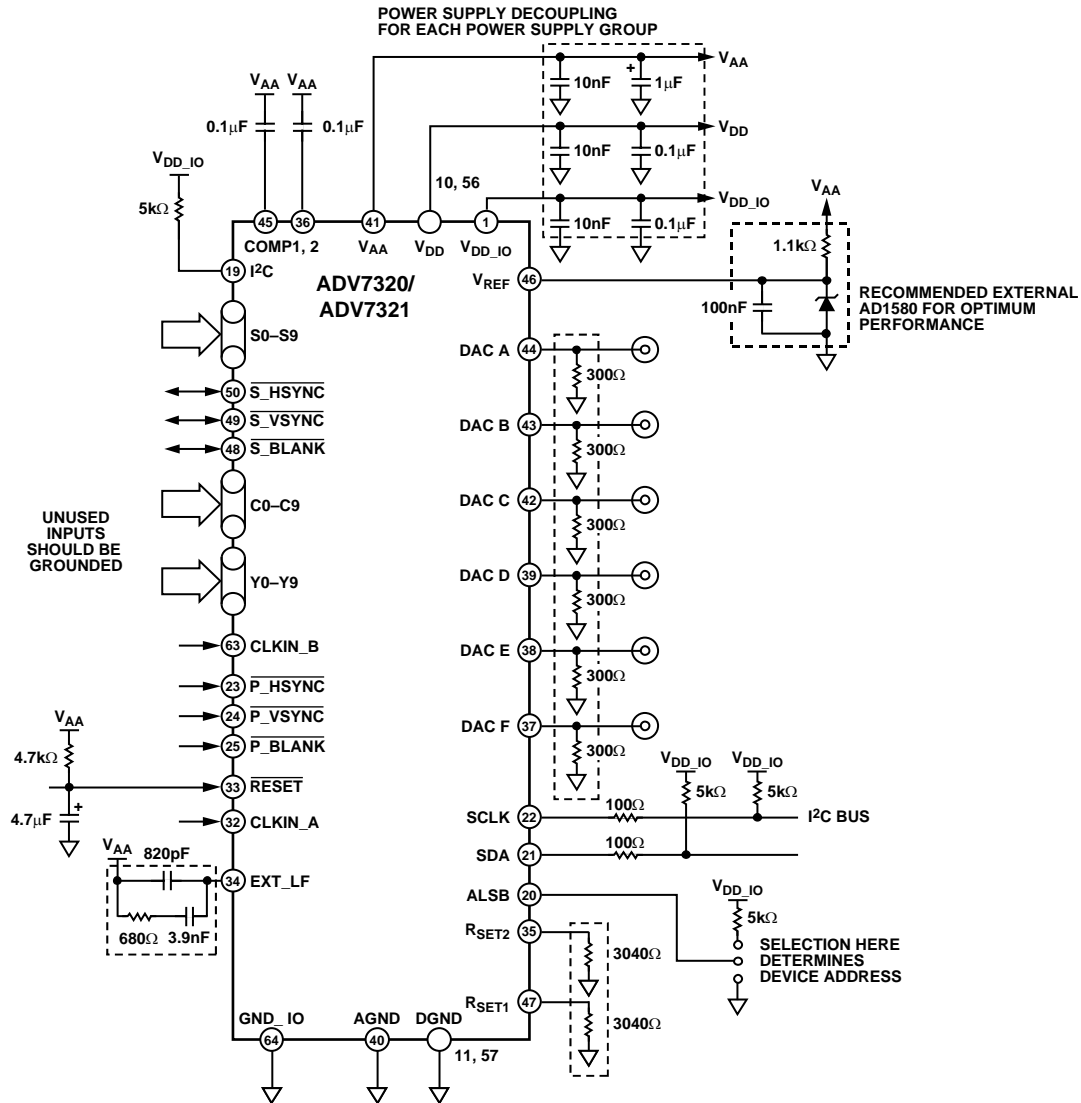 POWER SUPPLY DECOUPLING
FOR EACH POWER SUPPLY GROUP
VAA
10nF
1µF
VAA
VAA
0.1µF
0.1µF
VDD
10nF
0.1µF
VDD_IO
5kΩ
10, 56
VDD_IO
10nF
0.1µF
45
36
41
1
COMP1, 2
VAA
VDD
VDD_IO
19
I2C
ADV7320/
ADV7321
VREF
46
VAA
1.1kΩ
100nF
RECOMMENDED EXTERNAL
AD1580 FOR OPTIMUM
PERFORMANCE
S0–S9
DAC A
44
300Ω
50
S_HSYNC
49
S_VSYNC
48
S_BLANK
DAC B
43
300Ω
C0–C9
DAC C
42
300Ω
UNUSED
INPUTS
SHOULD BE
GROUNDED
Y0–Y9
DAC D
39
300Ω
63
CLKIN_B
DAC E
38
300Ω
23
P_HSYNC
24
P_VSYNC
25
P_BLANK
DAC F
37
300Ω
VAA
4.7kΩ
33
RESET
4.7µF
+
32
CLKIN_A
VDD_IO
VDD_IO
5kΩ
5kΩ
SCLK
22
100Ω
I2C BUS
SDA
21
100Ω
VAA
820pF
34
EXT_LF
680Ω
3.9nF
ALSB
20
VDD_IO
5kΩ
SELECTION HERE
DETERMINES
DEVICE ADDRESS
RSET2
35
3040Ω
RSET1
47
3040Ω
GND_ IO
AGND
DGND
64
40
11, 57